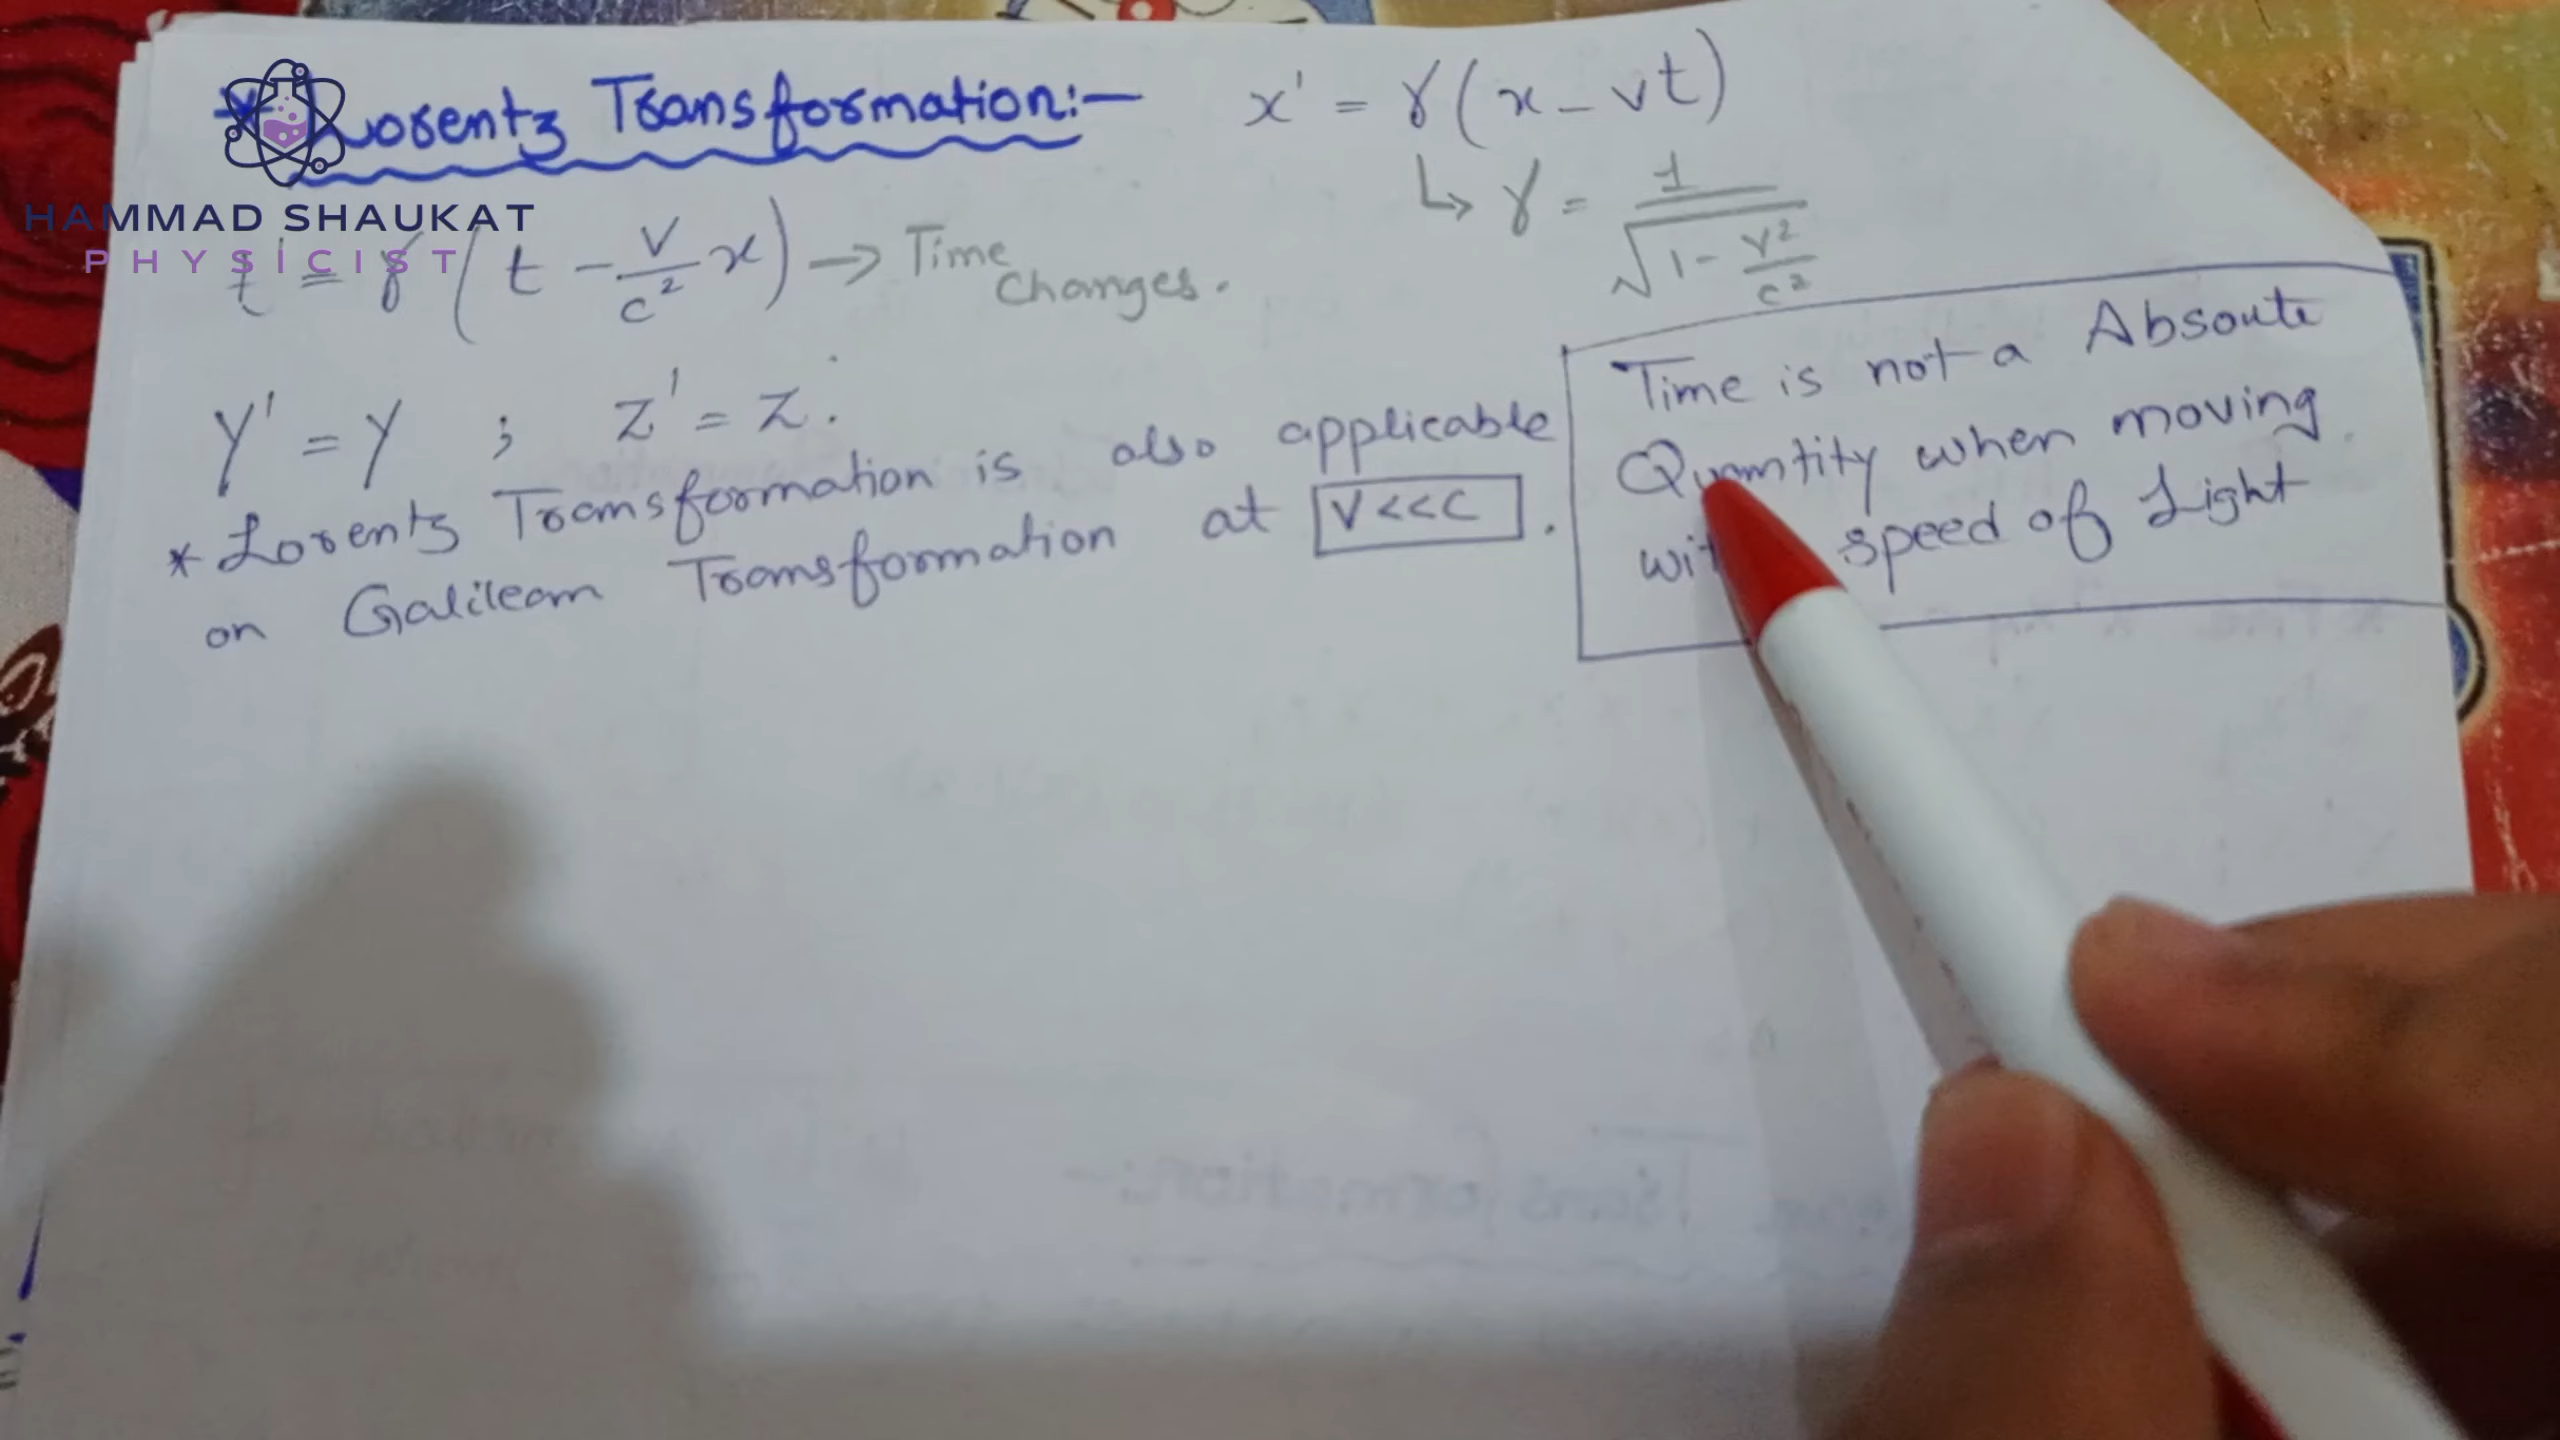 * Lorentz Transformation:-
x' = γ(x - vt)
HAMMAD SHAUKAT
PHYSICIST
↳ γ = 1/√(1 - v²/c²)
t' = γ(t - v/c² x) → Time Changes.
y' = y ; z' = z.
* Lorentz Transformation is also applicable
on Galilean Transformation at V<<C.
Time is not a Absoute
Quantity when moving
speed of Light